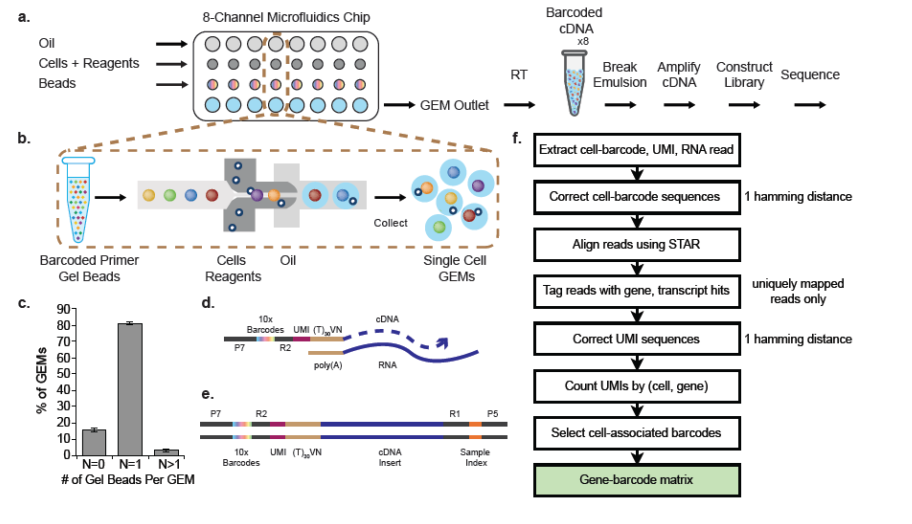 a.
8-Channel Microfluidics Chip
Oil
Cells + Reagents
Beads
GEM Outlet
RT
Barcoded
cDNA
x8
Break
Emulsion
Amplify
cDNA
Construct
Library
Sequence
b.
Collect
Barcoded Primer
Gel Beads
Cells
Reagents
Oil
Single Cell
GEMs
c.
% of GEMs
90
80
70
60
50
40
30
20
10
0
N=0 N=1 N>1
# of Gel Beads Per GEM
d.
10x
Barcodes
UMI (T)30VN
cDNA
P7
R2
poly(A)
RNA
e.
P7
R2
R1
P5
10x
Barcodes
UMI (T)30VN
cDNA
Insert
Sample
Index
f.
Extract cell-barcode, UMI, RNA read
Correct cell-barcode sequences
1 hamming distance
Align reads using STAR
Tag reads with gene, transcript hits
uniquely mapped
reads only
Correct UMI sequences
1 hamming distance
Count UMIs by (cell, gene)
Select cell-associated barcodes
Gene-barcode matrix